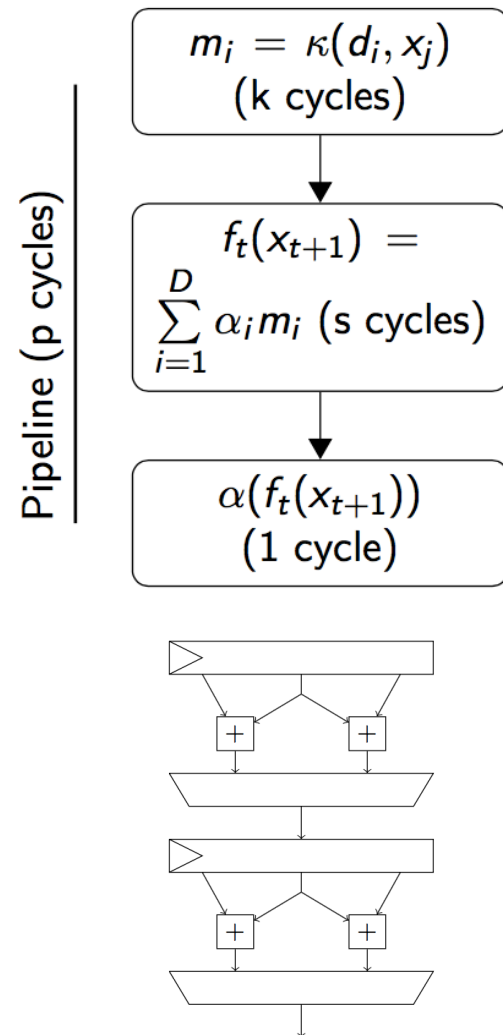 m_i = κ(d_i, x_j)
(k cycles)
Pipeline (p cycles)
f_t(x_{t+1}) =
∑_{i=1}^{D} α_i m_i (s cycles)
α(f_t(x_{t+1}))
(1 cycle)
+ +
+ +